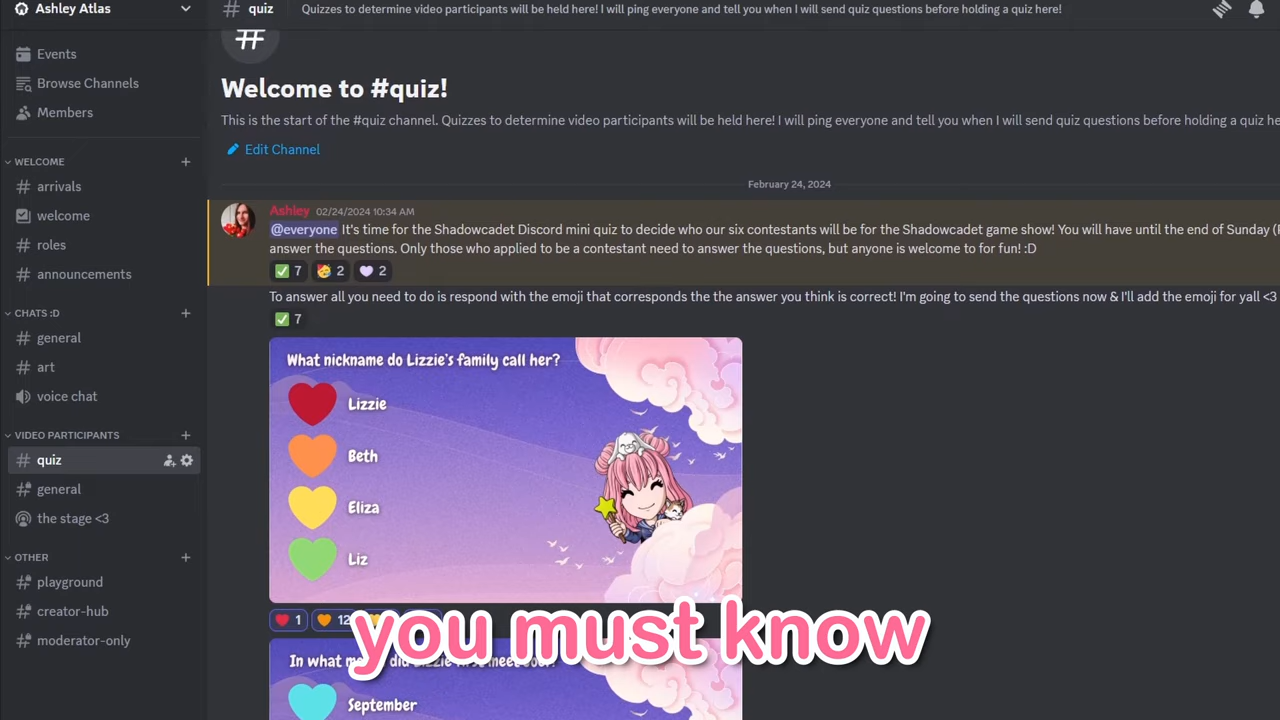 Ashley Atlas
# quiz
Quizzes to determine video participants will be held here! I will ping everyone and tell you when I will send quiz questions before holding a quiz here!
Events
Browse Channels
Members
WELCOME
arrivals
welcome
roles
announcements
CHATS :D
general
art
voice chat
VIDEO PARTICIPANTS
quiz
general
the stage <3
OTHER
playground
creator-hub
moderator-only
#
Welcome to #quiz!
This is the start of the #quiz channel. Quizzes to determine video participants will be held here! I will ping everyone and tell you when I will send quiz questions before holding a quiz he
Edit Channel
February 24, 2024
Ashley 02/24/2024 10:34 AM
@everyone It's time for the Shadowcadet Discord mini quiz to decide who our six contestants will be for the Shadowcadet game show! You will have until the end of Sunday (
answer the questions. Only those who applied to be a contestant need to answer the questions, but anyone is welcome to for fun! :D
7 2 2
To answer all you need to do is respond with the emoji that corresponds the the answer you think is correct! I'm going to send the questions now & I'll add the emoji for yall <3
7
What nickname do Lizzie's family call her?
Lizzie
Beth
Eliza
Liz
1 12
you must know
In what did Lizzie first meet
September